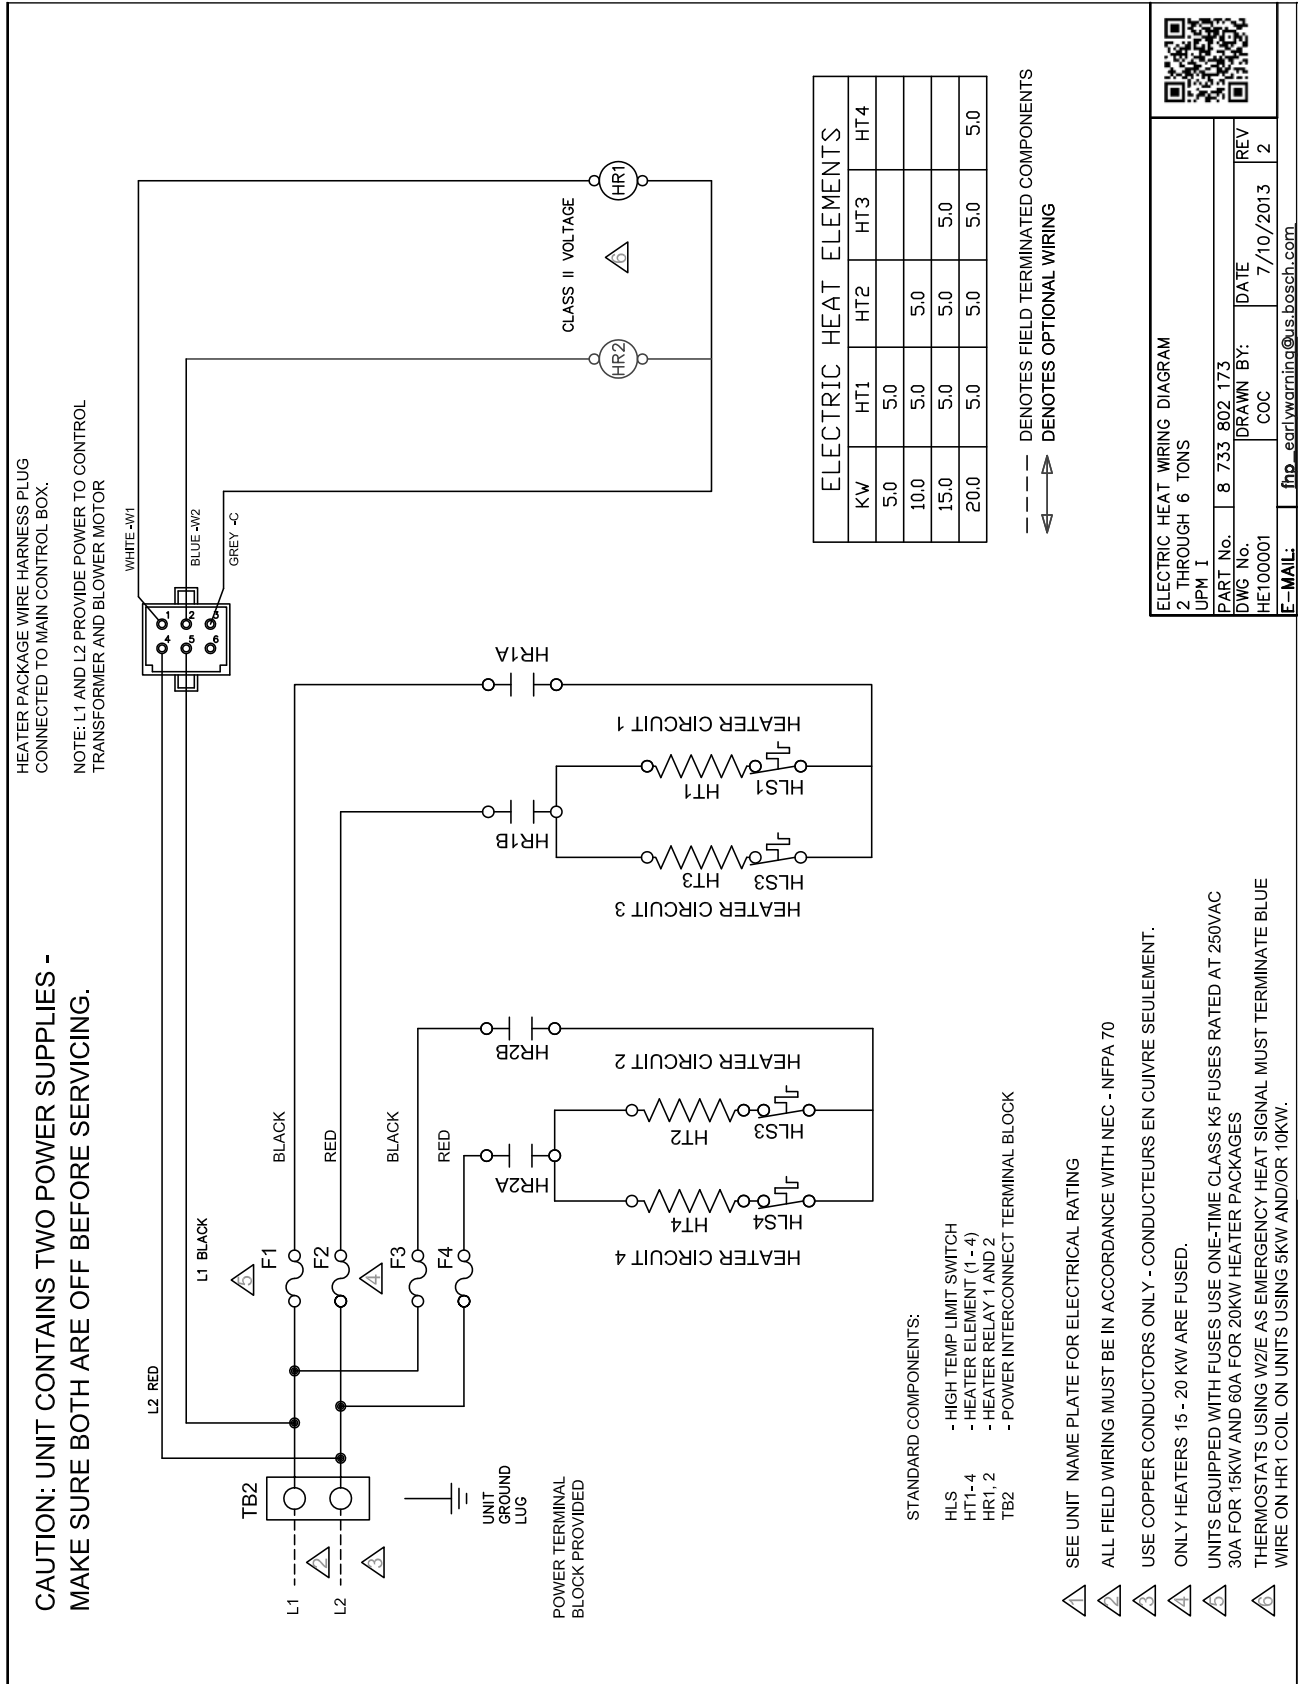 CAUTION: UNIT CONTAINS TWO POWER SUPPLIES -
MAKE SURE BOTH ARE OFF BEFORE SERVICING.
HEATER PACKAGE WIRE HARNESS PLUG
CONNECTED TO MAIN CONTROL BOX.
NOTE: L1 AND L2 PROVIDE POWER TO CONTROL
TRANSFORMER AND BLOWER MOTOR
WHITE -W1
BLUE -W2
GREY -C
1
2
3
4
5
6
L2 RED
L1 BLACK
TB2
L1
L2
2
3
5
4
F1
F2
F3
F4
BLACK
RED
BLACK
RED
UNIT
GROUND
LUG
POWER TERMINAL
BLOCK PROVIDED
HR2A
HR2B
HT4
HLS4
HEATER CIRCUIT 4
HT2
HLS3
HEATER CIRCUIT 2
HR1B
HR1A
HT3
HLS3
HEATER CIRCUIT 3
HT1
HLS1
HEATER CIRCUIT 1
CLASS II VOLTAGE
6
HR2
HR1
ELECTRIC HEAT ELEMENTS
KW HT1 HT2 HT3 HT4
5.0 5.0
10.0 5.0 5.0
15.0 5.0 5.0 5.0
20.0 5.0 5.0 5.0 5.0
DENOTES FIELD TERMINATED COMPONENTS
DENOTES OPTIONAL WIRING
STANDARD COMPONENTS:
HLS - HIGH TEMP LIMIT SWITCH
HT1- 4 - HEATER ELEMENT (1 - 4)
HR1, 2 - HEATER RELAY 1 AND 2
TB2 - POWER INTERCONNECT TERMINAL BLOCK
1 SEE UNIT NAME PLATE FOR ELECTRICAL RATING
2 ALL FIELD WIRING MUST BE IN ACCORDANCE WITH NEC - NFPA 70
3 USE COPPER CONDUCTORS ONLY - CONDUCTEURS EN CUIVRE SEULEMENT.
4 ONLY HEATERS 15 - 20 KW ARE FUSED.
5 UNITS EQUIPPED WITH FUSES USE ONE-TIME CLASS K5 FUSES RATED AT 250VAC
30A FOR 15KW AND 60A FOR 20KW HEATER PACKAGES
6 THERMOSTATS USING W2/E AS EMERGENCY HEAT SIGNAL MUST TERMINATE BLUE
WIRE ON HR1 COIL ON UNITS USING 5KW AND/OR 10KW.
ELECTRIC HEAT WIRING DIAGRAM
2 THROUGH 6 TONS
UPM I
PART No. 8 733 802 173
DWG No. DRAWN BY: DATE REV
HE100001 COC 7/10/2013 2
E-MAIL: fhp_earlywarning@us.bosch.com